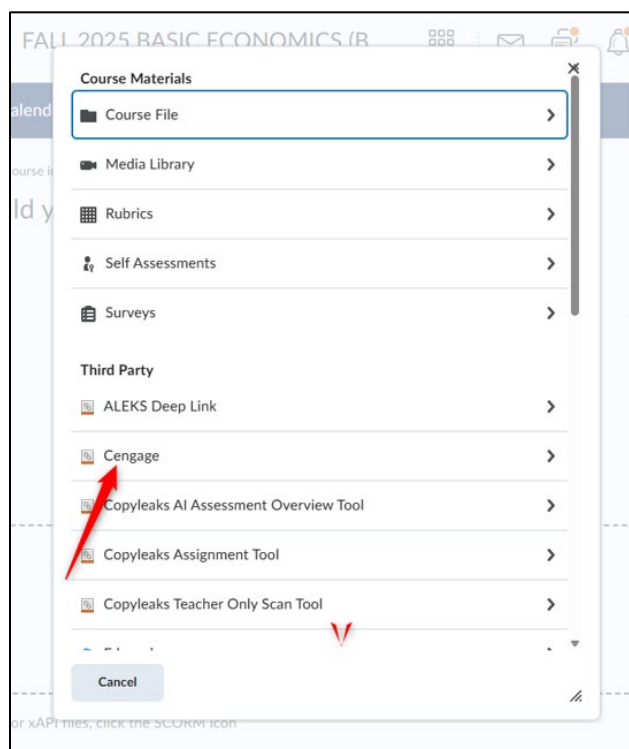 FALL 2025 BASIC ECONOMICS (B
Course Materials
Course File
Media Library
Rubrics
Self Assessments
Surveys
Third Party
ALEKS Deep Link
Cengage
Copyleaks AI Assessment Overview Tool
Copyleaks Assignment Tool
Copyleaks Teacher Only Scan Tool
Cancel
or xAPI files, click the SCORM icon